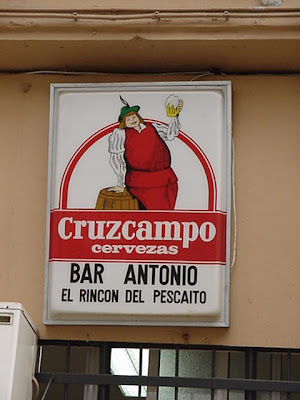 Cruzcampo
cervezas
BAR ANTONIO
EL RINCON DEL PESCAITO